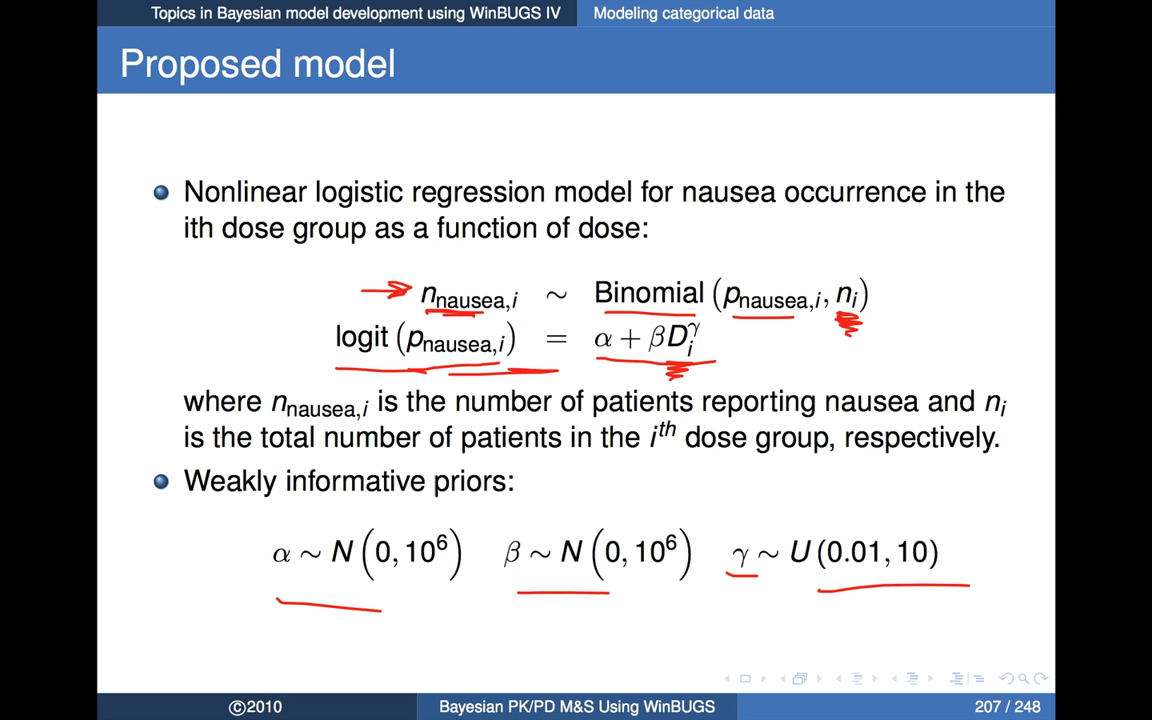 Topics in Bayesian model development using WinBUGS IV    Modeling categorical data
Proposed model
Nonlinear logistic regression model for nausea occurrence in the
ith dose group as a function of dose:
n_nausea,i ∼ Binomial (p_nausea,i, n_i)
logit (p_nausea,i) = α + βD_i^γ
where n_nausea,i is the number of patients reporting nausea and n_i
is the total number of patients in the i^th dose group, respectively.
Weakly informative priors:
α ∼ N(0, 10^6)    β ∼ N(0, 10^6)    γ ∼ U(0.01, 10)
©2010    Bayesian PK/PD M&S Using WinBUGS    207 / 248